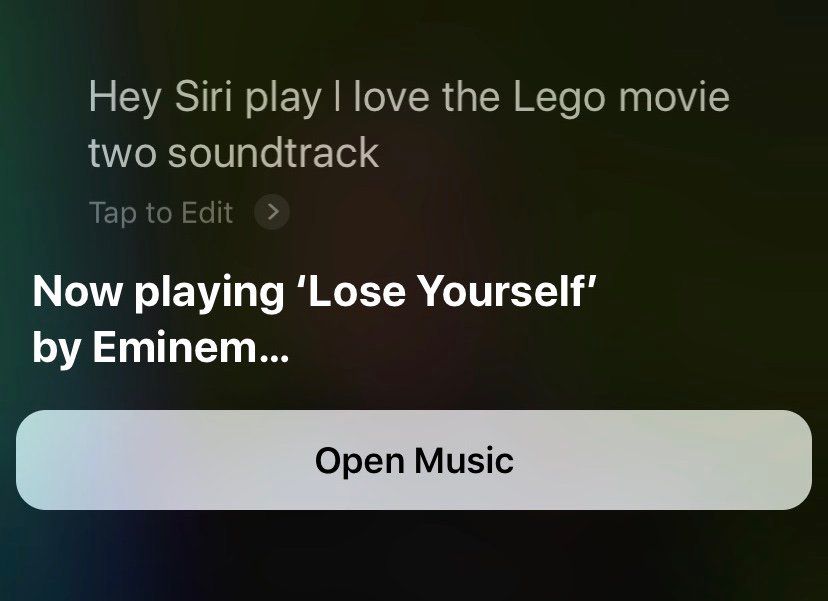 Hey Siri play I love the Lego movie
two soundtrack
Tap to Edit
Now playing ‘Lose Yourself’
by Eminem...
Open Music